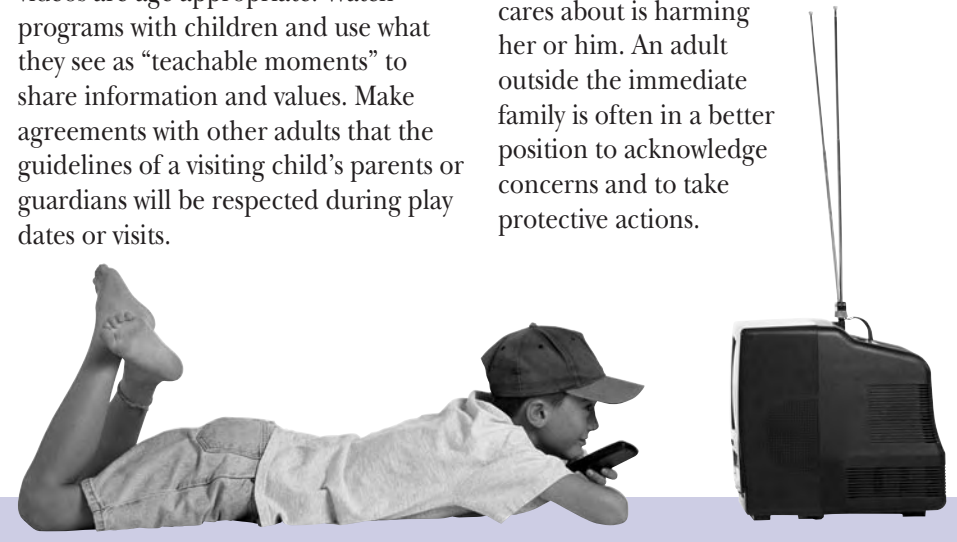 videos are age appropriate. Watch
programs with children and use what
they see as “teachable moments” to
share information and values. Make
agreements with other adults that the
guidelines of a visiting child’s parents or
guardians will be respected during play
dates or visits.
cares about is harming
her or him. An adult
outside the immediate
family is often in a better
position to acknowledge
concerns and to take
protective actions.